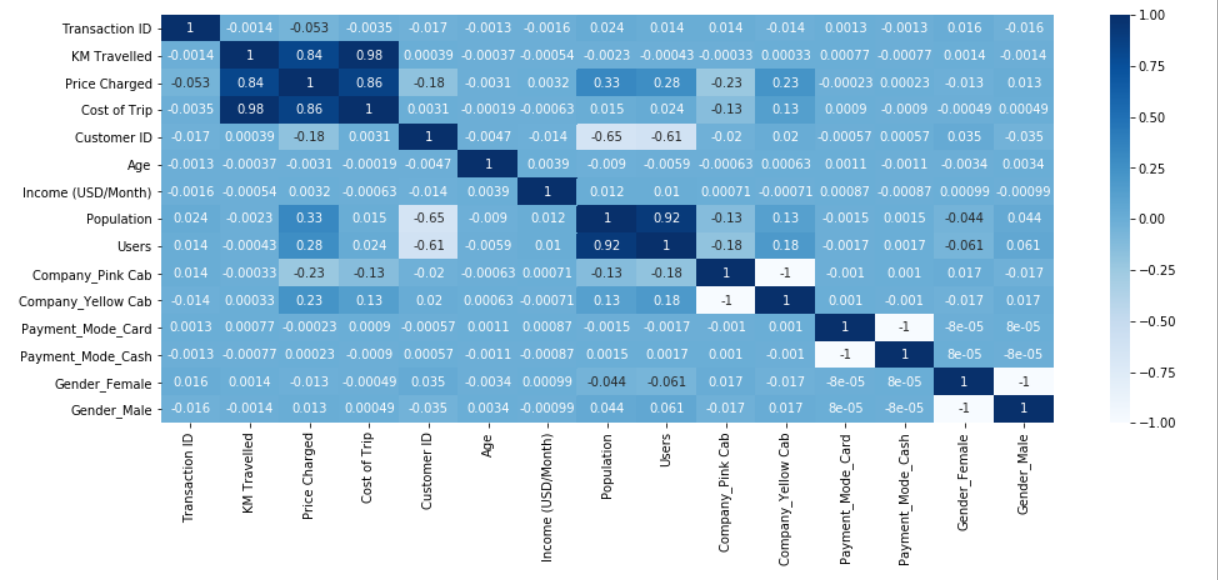 Transaction ID 1 -0.0014 -0.053 -0.0035 -0.017 -0.0013 -0.0016 0.024 0.014 0.014 -0.014 0.0013 -0.0013 0.016 -0.016
KM Travelled -0.0014 1 0.84 0.98 0.00039 -0.00037 -0.00054 -0.0023 -0.00043 -0.00033 0.00033 0.00077 -0.00077 0.0014 -0.0014
Price Charged -0.053 0.84 1 0.86 -0.18 -0.0031 0.0032 0.33 0.28 -0.23 0.23 -0.00023 0.00023 -0.013 0.013
Cost of Trip -0.0035 0.98 0.86 1 0.0031 -0.00019 -0.00063 0.015 0.024 -0.13 0.13 0.0009 -0.0009 -0.00049 0.00049
Customer ID -0.017 0.00039 -0.18 0.0031 1 -0.0047 -0.014 -0.65 -0.61 -0.02 0.02 -0.00057 0.00057 0.035 -0.035
Age -0.0013 -0.00037 -0.0031 -0.00019 -0.0047 1 0.0039 -0.009 -0.0059 -0.00063 0.00063 0.0011 -0.0011 -0.0034 0.0034
Income (USD/Month) -0.0016 -0.00054 0.0032 -0.00063 -0.014 0.0039 1 0.012 0.01 0.00071 -0.00071 0.00087 -0.00087 0.00099 -0.00099
Population 0.024 -0.0023 0.33 0.015 -0.65 -0.009 0.012 1 0.92 -0.13 0.13 -0.0015 0.0015 -0.044 0.044
Users 0.014 -0.00043 0.28 0.024 -0.61 -0.0059 0.01 0.92 1 -0.18 0.18 -0.0017 0.0017 -0.061 0.061
Company_Pink Cab 0.014 -0.00033 -0.23 -0.13 -0.02 -0.00063 0.00071 -0.13 -0.18 1 -1 -0.001 0.001 0.017 -0.017
Company_Yellow Cab -0.014 0.00033 0.23 0.13 0.02 0.00063 -0.00071 0.13 0.18 -1 1 0.001 -0.001 -0.017 0.017
Payment_Mode_Card 0.0013 0.00077 -0.00023 0.0009 -0.00057 0.0011 0.00087 -0.0015 -0.0017 -0.001 0.001 1 -1 -8e-05 8e-05
Payment_Mode_Cash -0.0013 -0.00077 0.00023 -0.0009 0.00057 -0.0011 -0.00087 0.0015 0.0017 0.001 -0.001 -1 1 8e-05 -8e-05
Gender_Female 0.016 0.0014 -0.013 -0.00049 0.035 -0.0034 0.00099 -0.044 -0.061 0.017 -0.017 -8e-05 8e-05 1 -1
Gender_Male -0.016 -0.0014 0.013 0.00049 -0.035 0.0034 -0.00099 0.044 0.061 -0.017 0.017 8e-05 -8e-05 -1 1
Transaction ID
KM Travelled
Price Charged
Cost of Trip
Customer ID
Age
Income (USD/Month)
Population
Users
Company_Pink Cab
Company_Yellow Cab
Payment_Mode_Card
Payment_Mode_Cash
Gender_Female
Gender_Male
1.00
0.75
0.50
0.25
0.00
−0.25
−0.50
−0.75
−1.00